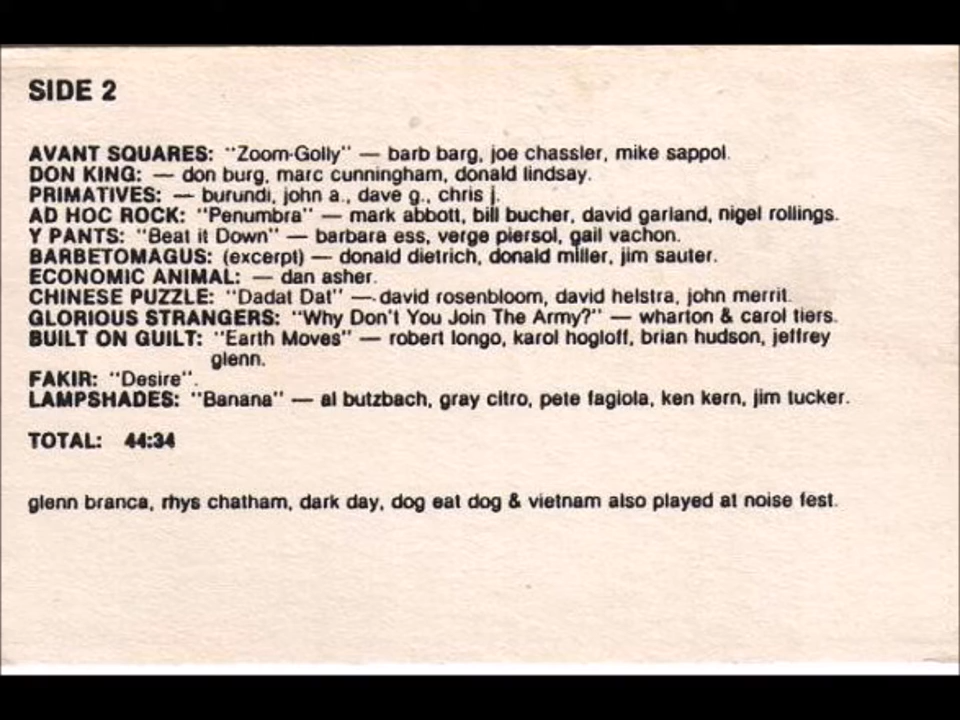 SIDE 2
AVANT SQUARES: "Zoom-Golly" — barb barg, joe chassler, mike sappol.
DON KING: — don burg, marc cunningham, donald lindsay.
PRIMATIVES: — burundi, john a., dave g., chris j.
AD HOC ROCK: "Penumbra" — mark abbott, bill bucher, david garland, nigel rollings.
Y PANTS: "Beat it Down" — barbara ess, verge piersol, gail vachon.
BARBETOMAGUS: (excerpt) — donald dietrich, donald miller, jim sauter.
ECONOMIC ANIMAL: — dan asher.
CHINESE PUZZLE: "Dadat Dat" — david rosenbloom, david helstra, john merrit.
GLORIOUS STRANGERS: "Why Don't You Join The Army?" — wharton & carol tiers.
BUILT ON GUILT: "Earth Moves" — robert longo, karol hogloff, brian hudson, jeffrey
glenn.
FAKIR: "Desire".
LAMPSHADES: "Banana" — al butzbach, gray citro, pete fagiola, ken kern, jim tucker.
TOTAL: 44:34
glenn branca, rhys chatham, dark day, dog eat dog & vietnam also played at noise fest.